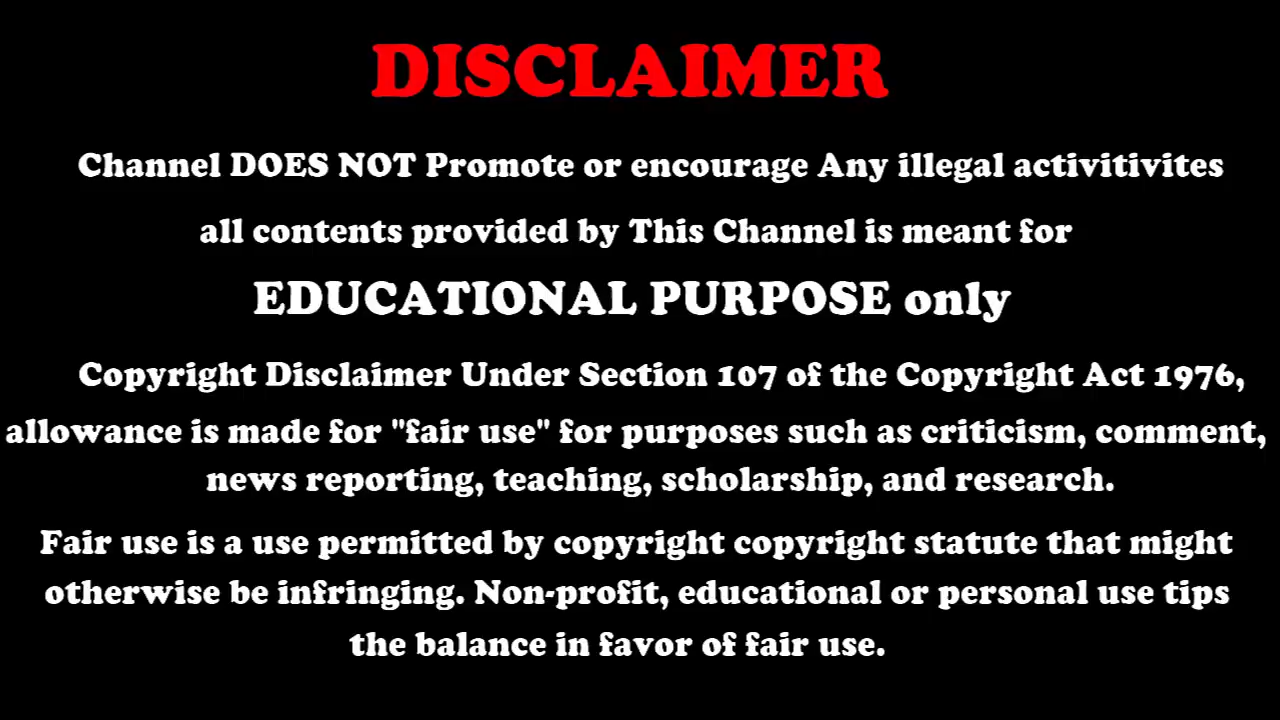 DISCLAIMER
Channel DOES NOT Promote or encourage Any illegal activitivites
all contents provided by This Channel is meant for
EDUCATIONAL PURPOSE only
Copyright Disclaimer Under Section 107 of the Copyright Act 1976,
allowance is made for "fair use" for purposes such as criticism, comment,
news reporting, teaching, scholarship, and research.
Fair use is a use permitted by copyright copyright statute that might
otherwise be infringing. Non-profit, educational or personal use tips
the balance in favor of fair use.